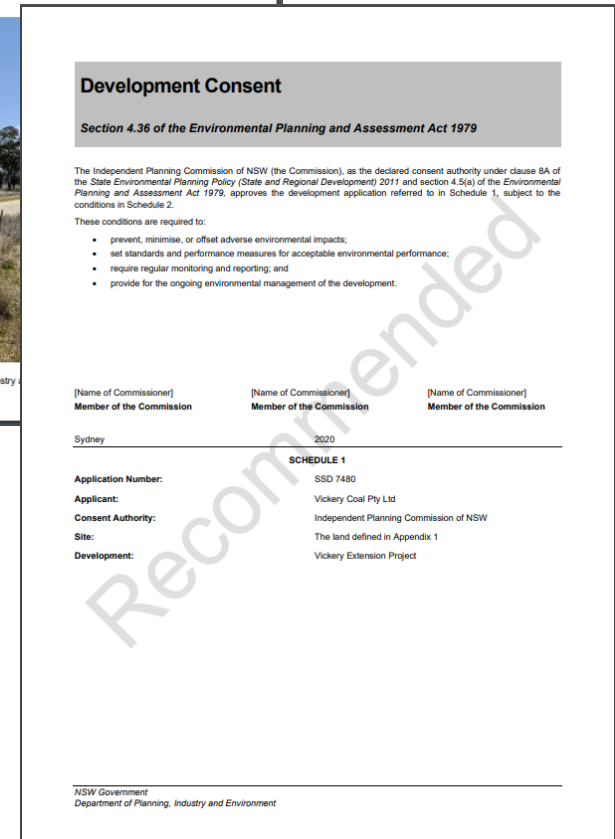 Development Consent
Section 4.36 of the Environmental Planning and Assessment Act 1979
The Independent Planning Commission of NSW (the Commission), as the declared consent authority under clause 8A of
the State Environmental Planning Policy (State and Regional Development) 2011 and section 4.5(a) of the Environmental
Planning and Assessment Act 1979, approves the development application referred to in Schedule 1, subject to the
conditions in Schedule 2.
These conditions are required to:
• prevent, minimise, or offset adverse environmental impacts;
• set standards and performance measures for acceptable environmental performance;
• require regular monitoring and reporting; and
• provide for the ongoing environmental management of the development.
stry
[Name of Commissioner] [Name of Commissioner] [Name of Commissioner]
Member of the Commission Member of the Commission Member of the Commission
Sydney 2020
SCHEDULE 1
Application Number: SSD 7480
Applicant: Vickery Coal Pty Ltd
Consent Authority: Independent Planning Commission of NSW
Site: The land defined in Appendix 1
Development: Vickery Extension Project
Recommended
NSW Government
Department of Planning, Industry and Environment